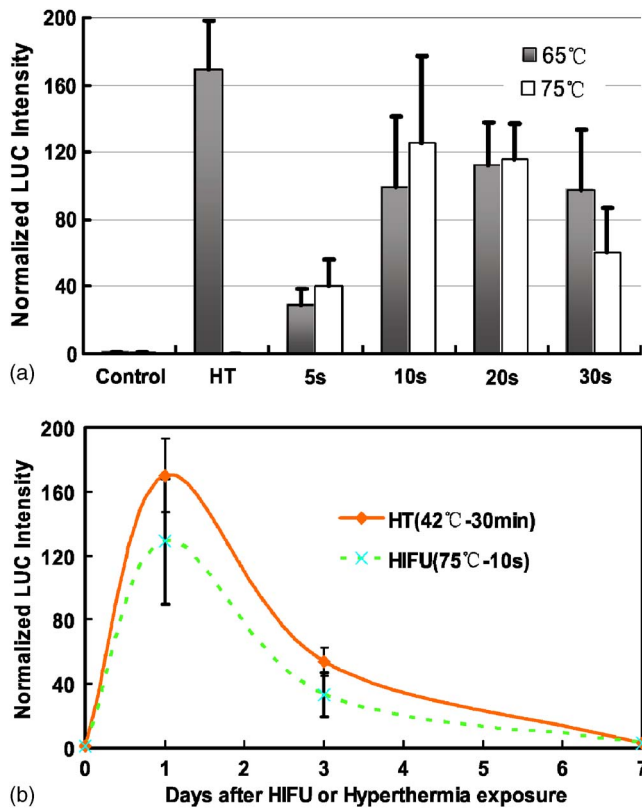 200
160
120
80
40
0
Normalized LUC Intensity
65℃
75℃
Control HT 5s 10s 20s 30s
(a)
200
160
120
80
40
0
Normalized LUC Intensity
HT(42℃-30min)
HIFU(75℃-10s)
0 1 2 3 4 5 6 7
(b) Days after HIFU or Hyperthermia exposure